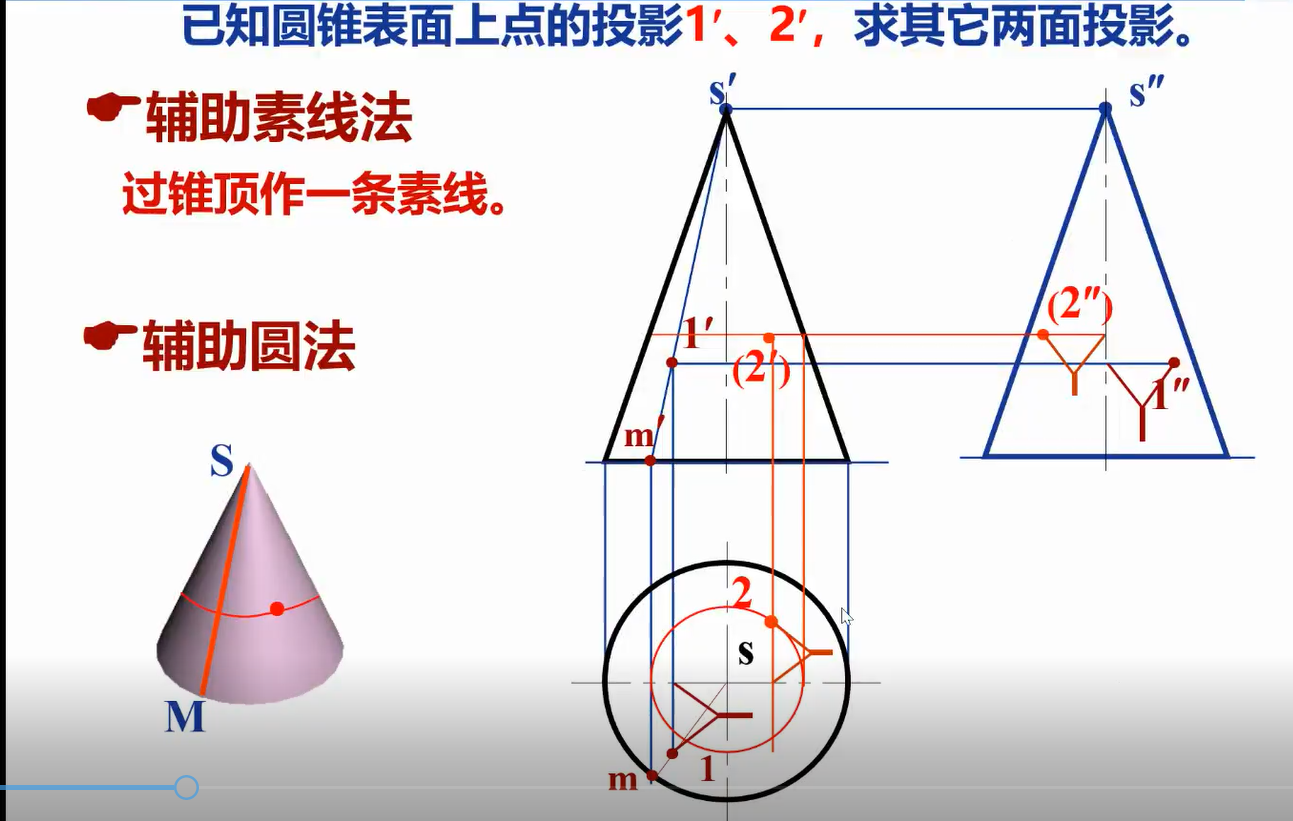 已知圆锥表面上点的投影1′、2′，求其它两面投影。
辅助素线法
过锥顶作一条素线。
辅助圆法
s′
s″
1′
(2′)
m′
(2″)
1″
Y
Y
S
M
2
s
Y
Y
1
m